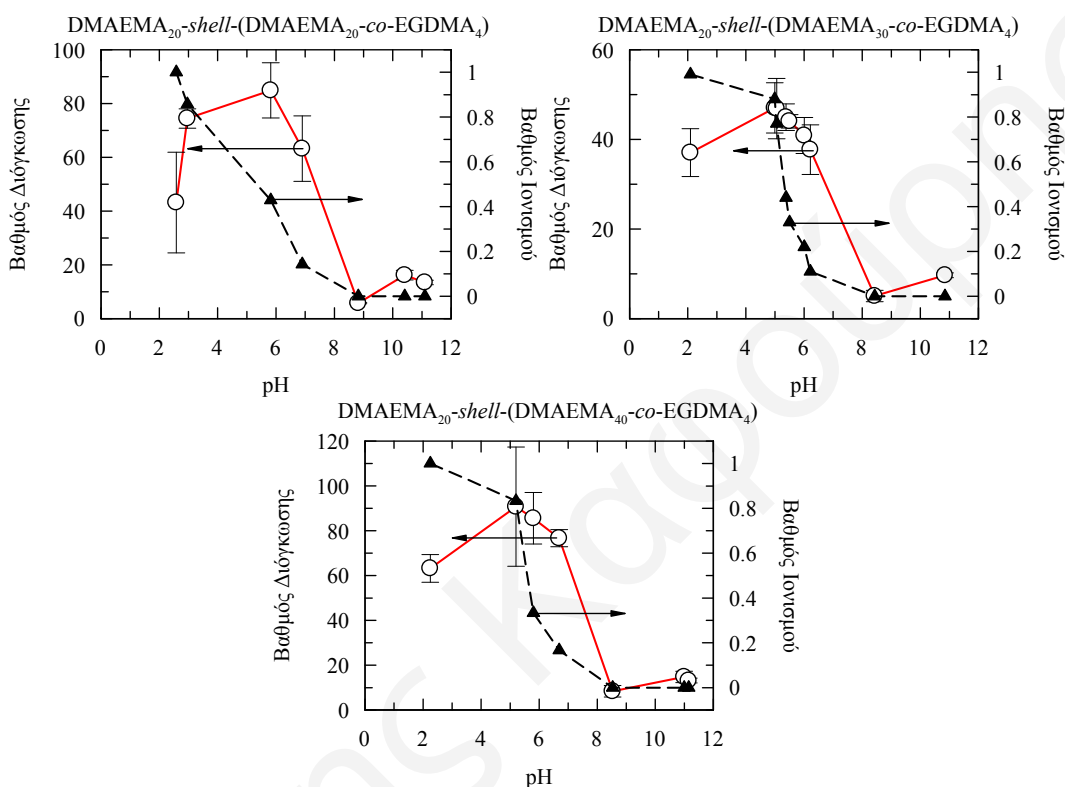 DMAEMA₂₀-shell-(DMAEMA₂₀-co-EGDMA₄)
100
80
60
40
20
0
Βαθμός Διόγκωσης
1
0.8
0.6
0.4
0.2
0
Βαθμός Ιονισμού
0 2 4 6 8 10 12
pH
DMAEMA₂₀-shell-(DMAEMA₃₀-co-EGDMA₄)
60
40
20
0
Βαθμός Διόγκωσης
1
0.8
0.6
0.4
0.2
0
Βαθμός Ιονισμού
0 2 4 6 8 10 12
pH
DMAEMA₂₀-shell-(DMAEMA₄₀-co-EGDMA₄)
120
100
80
60
40
20
0
Βαθμός Διόγκωσης
1
0.8
0.6
0.4
0.2
0
Βαθμός Ιονισμού
0 2 4 6 8 10 12
pH